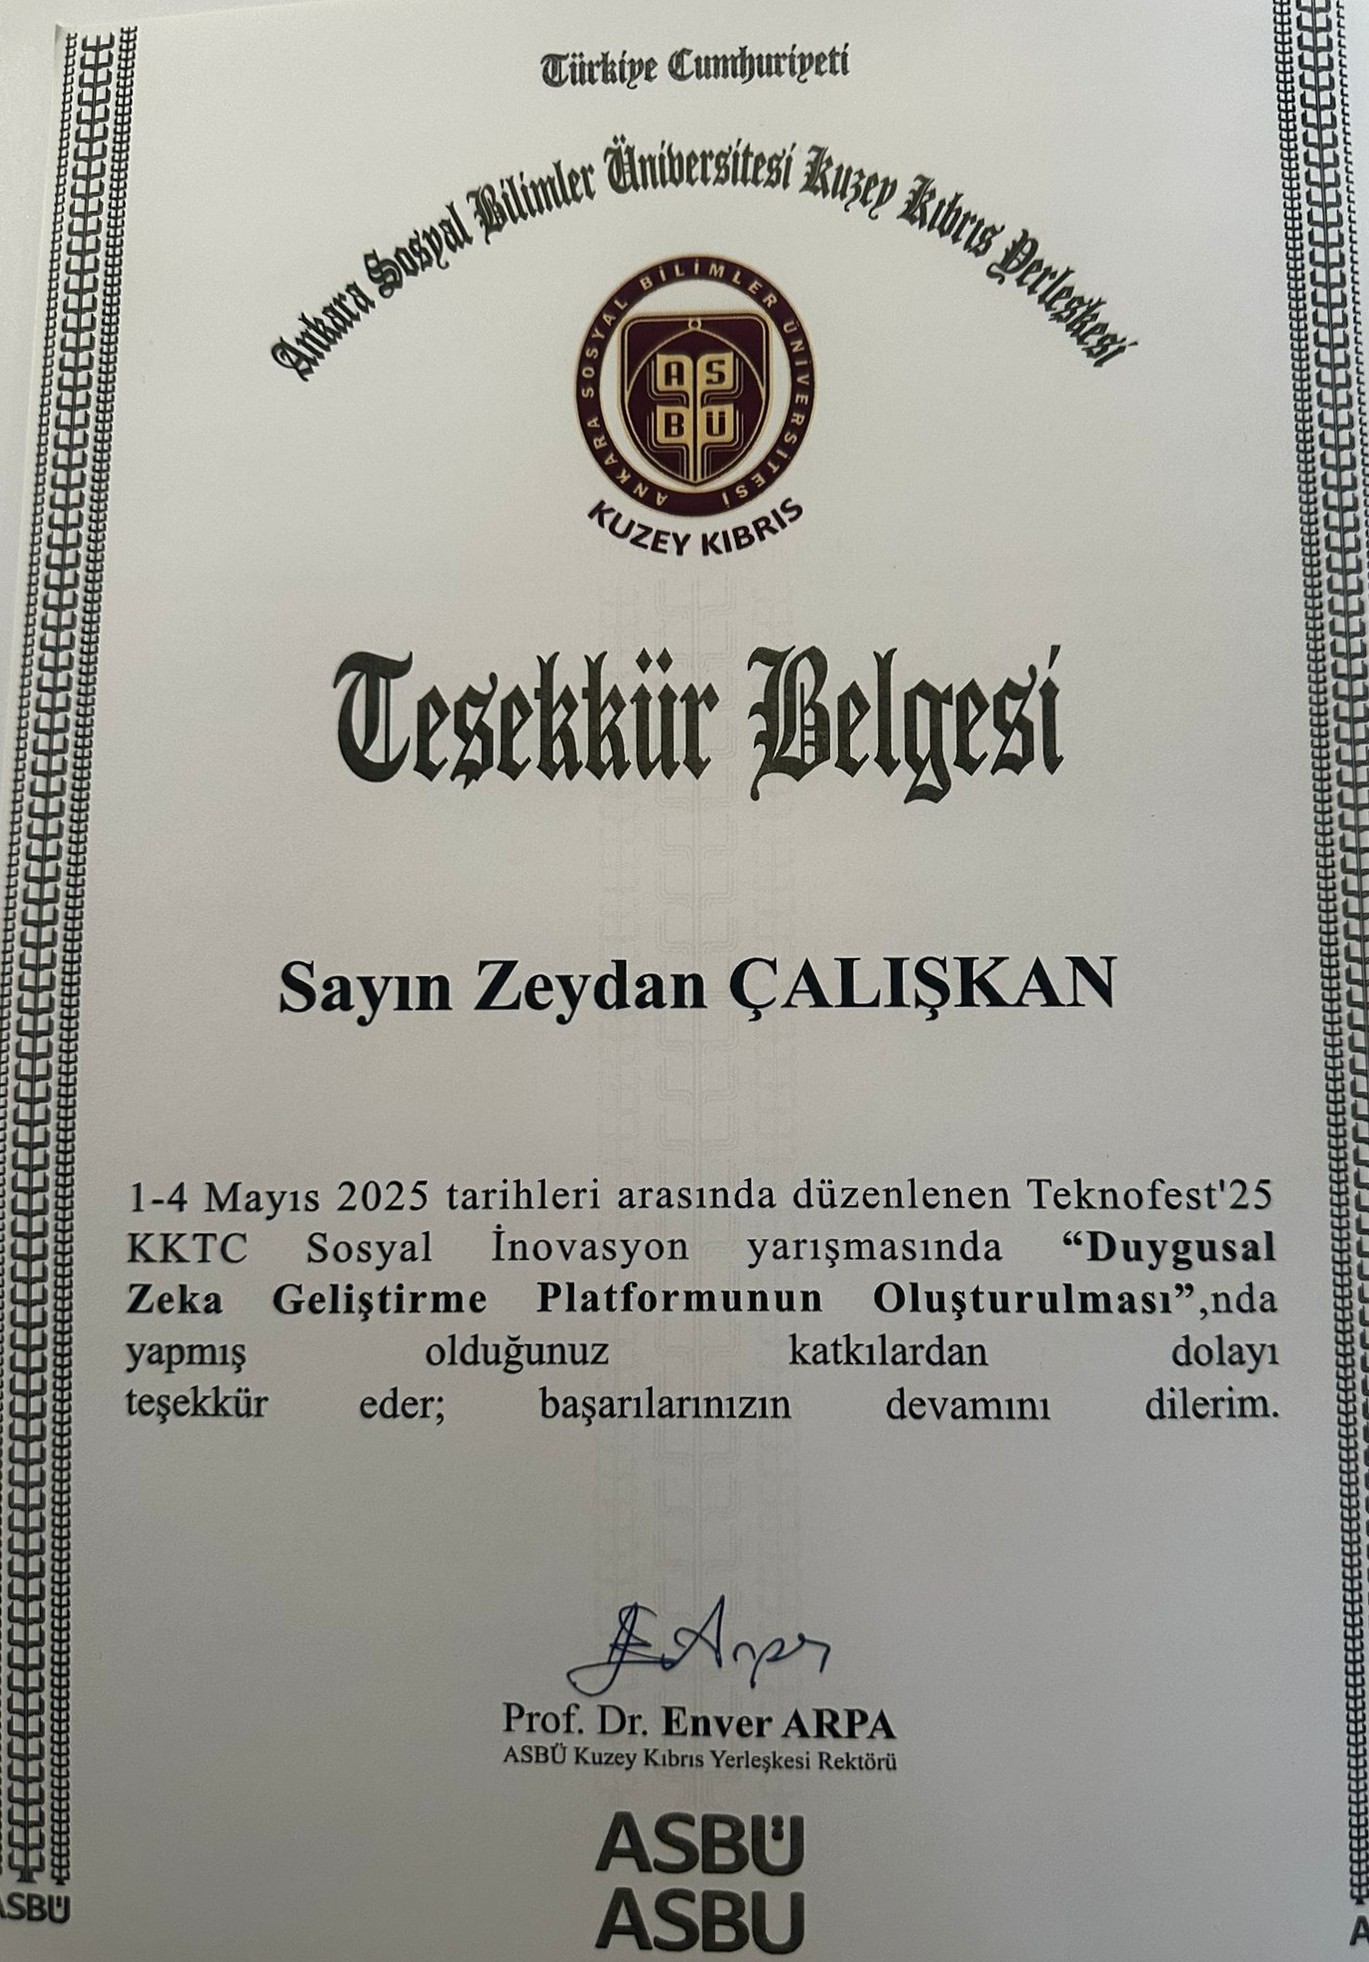 Türkiye Cumhuriyeti
Ankara Sosyal Bilimler Üniversitesi Kuzey Kıbrıs Yerleşkesi
ANKARA SOSYAL BİLİMLER ÜNİVERSİTESİ
AS
BÜ
KUZEY KIBRIS
Teşekkür Belgesi
Sayın Zeydan ÇALIŞKAN
1-4 Mayıs 2025 tarihleri arasında düzenlenen Teknofest'25
KKTC Sosyal İnovasyon yarışmasında “Duygusal
Zeka Geliştirme Platformunun Oluşturulması”,nda
yapmış olduğunuz katkılardan dolayı
teşekkür eder; başarılarınızın devamını dilerim.
Prof. Dr. Enver ARPA
ASBÜ Kuzey Kıbrıs Yerleşkesi Rektörü
ASBÜ
ASBU
ASBÜ
A